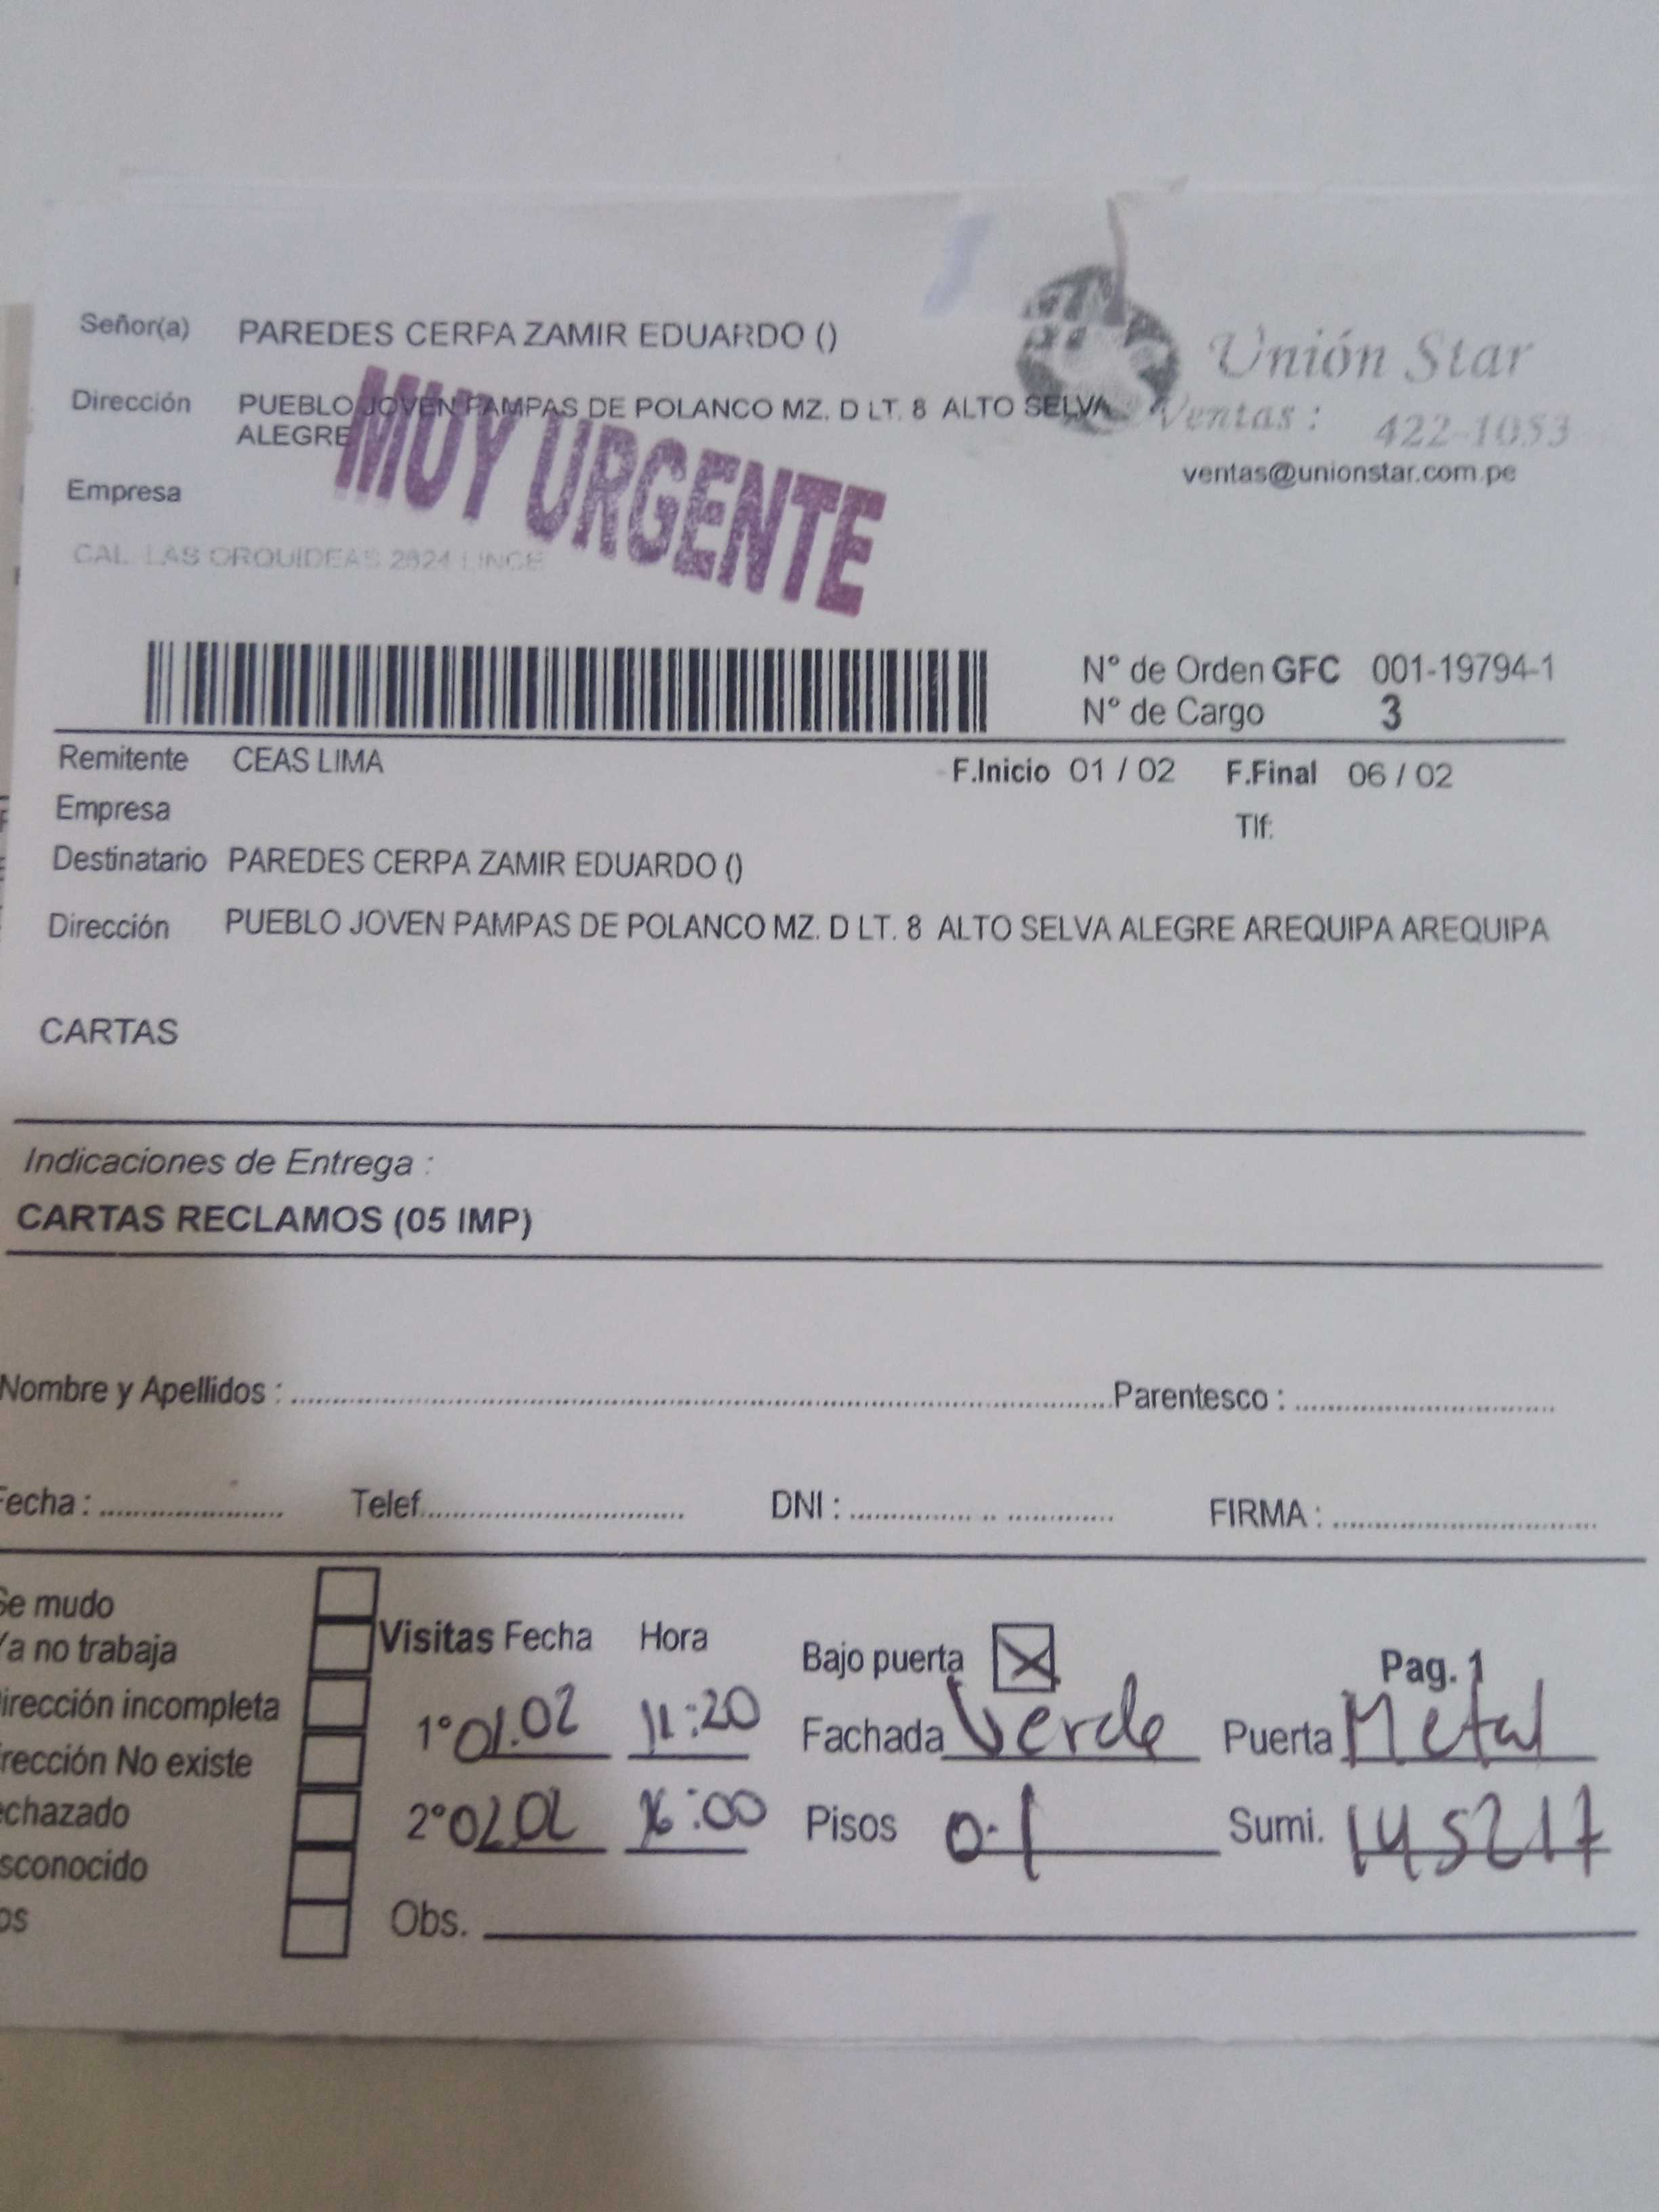 Señor(a) PAREDES CERPA ZAMIR EDUARDO ()
Unión Star
Dirección PUEBLO JOVEN PAMPAS DE POLANCO MZ. D LT. 8 ALTO SELVA
ALEGRE
Ventas : 422-1053
ventas@unionstar.com.pe
MUY URGENTE
Empresa
CAL. LAS ORQUIDEAS 2624 LINCE
N° de Orden GFC 001-19794-1
N° de Cargo 3
Remitente CEAS LIMA
F.Inicio 01 / 02 F.Final 06 / 02
Empresa
Tlf:
Destinatario PAREDES CERPA ZAMIR EDUARDO ()
Dirección PUEBLO JOVEN PAMPAS DE POLANCO MZ. D LT. 8 ALTO SELVA ALEGRE AREQUIPA AREQUIPA
CARTAS
Indicaciones de Entrega :
CARTAS RECLAMOS (05 IMP)
Nombre y Apellidos : Parentesco :
Fecha : Telef. DNI : FIRMA :
Se mudo
Ya no trabaja
Visitas Fecha Hora Bajo puerta X Pag. 1
irección incompleta
1° 01.02 11:20 Fachada Verde Puerta Metal
rección No existe
chazado
2° 02.02 16:00 Pisos 01 Sumi. 145217
sconocido
os
Obs.